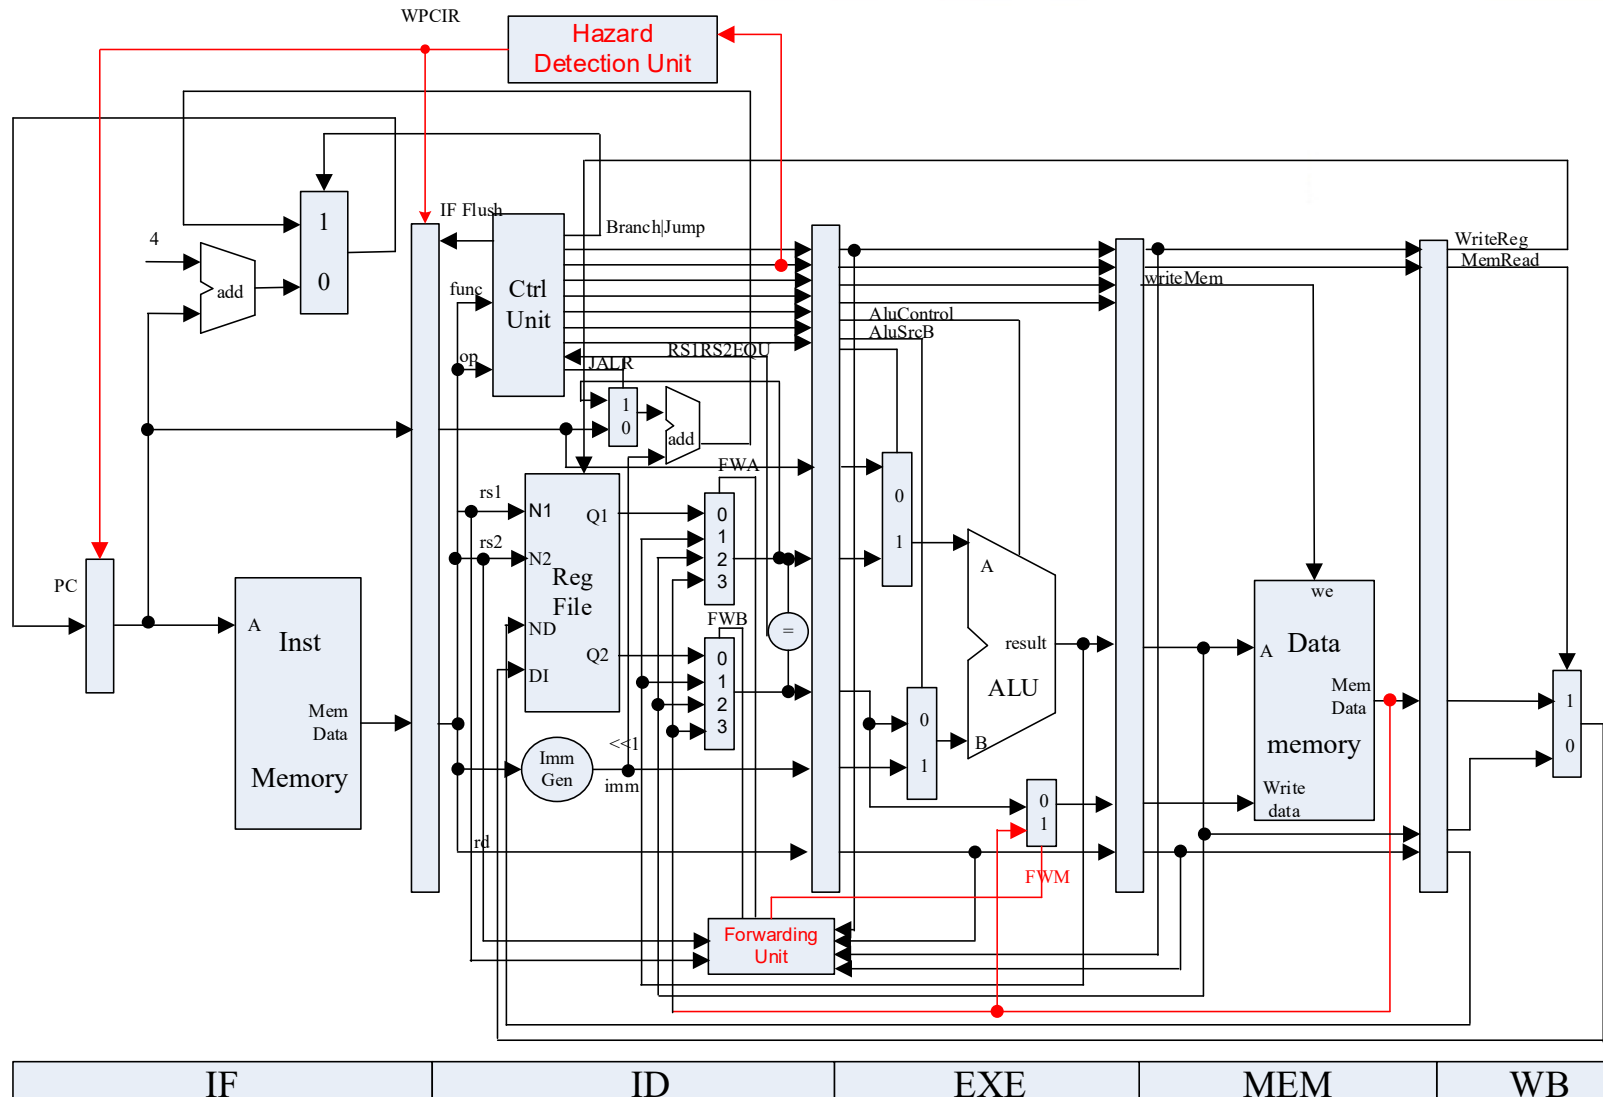 WPCIR
Hazard
Detection Unit
IF Flush
Branch|Jump
WriteReg
MemRead
4
1
0
add
func
Ctrl
Unit
writeMem
AluControl
AluSrcB
op
RS1RS2EQU
JALR
1
0
add
FWA
rs1
N1
Q1
0
1
2
3
0
1
rs2
N2
Reg
File
A
PC
A
Inst
Memory
Mem
Data
ND
Q2
DI
FWB
0
1
2
3
=
result
ALU
B
0
1
we
A
Data
memory
Mem
Data
Write
data
1
0
<<1
Imm
Gen
imm
0
1
rd
FWM
Forwarding
Unit
IF
ID
EXE
MEM
WB